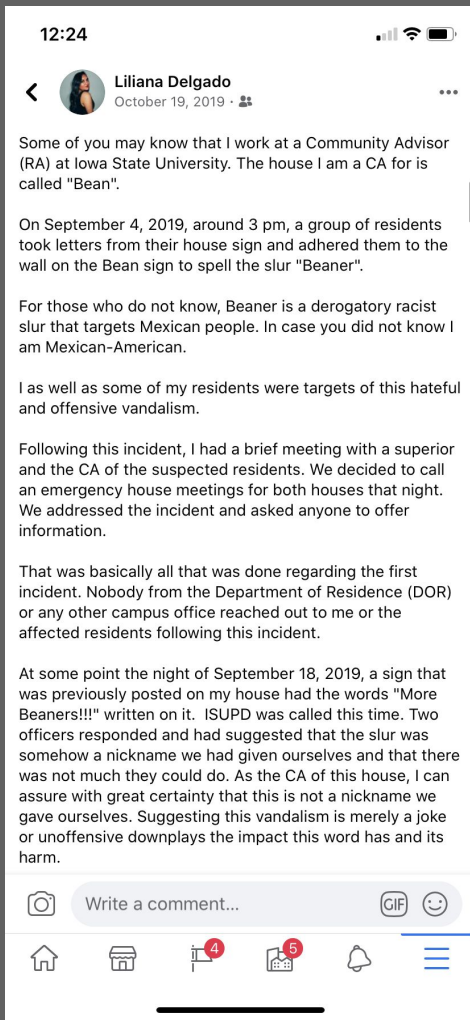 12:24
Liliana Delgado
October 19, 2019 ·
Some of you may know that I work at a Community Advisor
(RA) at Iowa State University. The house I am a CA for is
called "Bean".
On September 4, 2019, around 3 pm, a group of residents
took letters from their house sign and adhered them to the
wall on the Bean sign to spell the slur "Beaner".
For those who do not know, Beaner is a derogatory racist
slur that targets Mexican people. In case you did not know I
am Mexican-American.
I as well as some of my residents were targets of this hateful
and offensive vandalism.
Following this incident, I had a brief meeting with a superior
and the CA of the suspected residents. We decided to call
an emergency house meetings for both houses that night.
We addressed the incident and asked anyone to offer
information.
That was basically all that was done regarding the first
incident. Nobody from the Department of Residence (DOR)
or any other campus office reached out to me or the
affected residents following this incident.
At some point the night of September 18, 2019, a sign that
was previously posted on my house had the words "More
Beaners!!!" written on it.  ISUPD was called this time. Two
officers responded and had suggested that the slur was
somehow a nickname we had given ourselves and that there
was not much they could do. As the CA of this house, I can
assure with great certainty that this is not a nickname we
gave ourselves. Suggesting this vandalism is merely a joke
or unoffensive downplays the impact this word has and its
harm.
Write a comment...
GIF
4
5